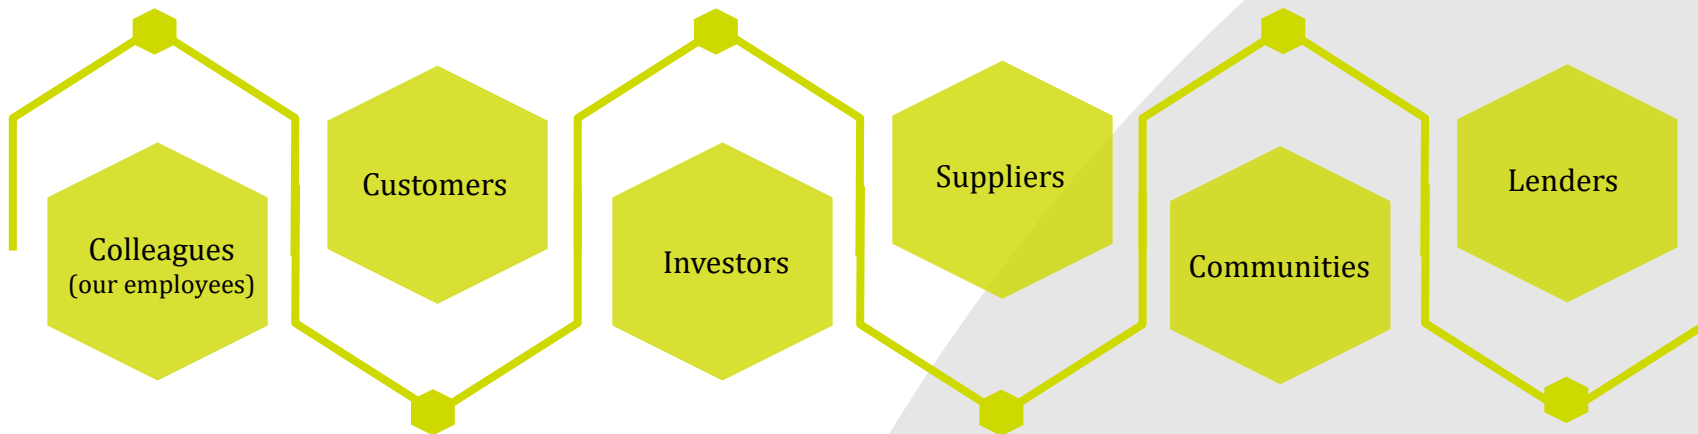 Colleagues
(our employees)
Customers
Investors
Suppliers
Communities
Lenders